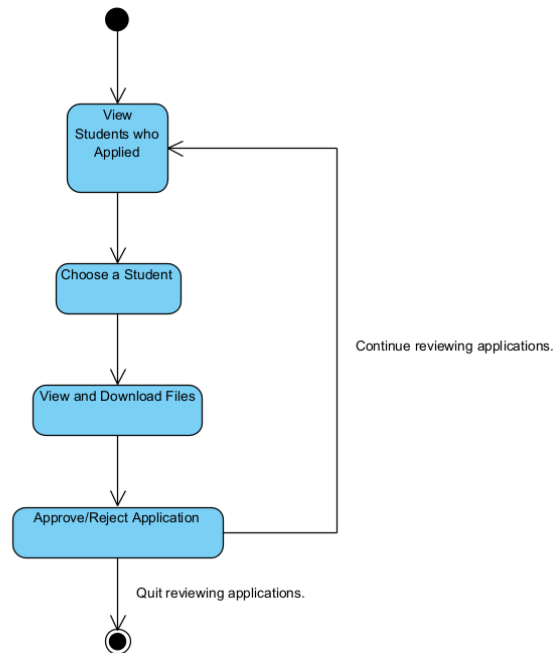 View
Students who
Applied
Choose a Student
Continue reviewing applications.
View and Download Files
Approve/Reject Application
Quit reviewing applications.